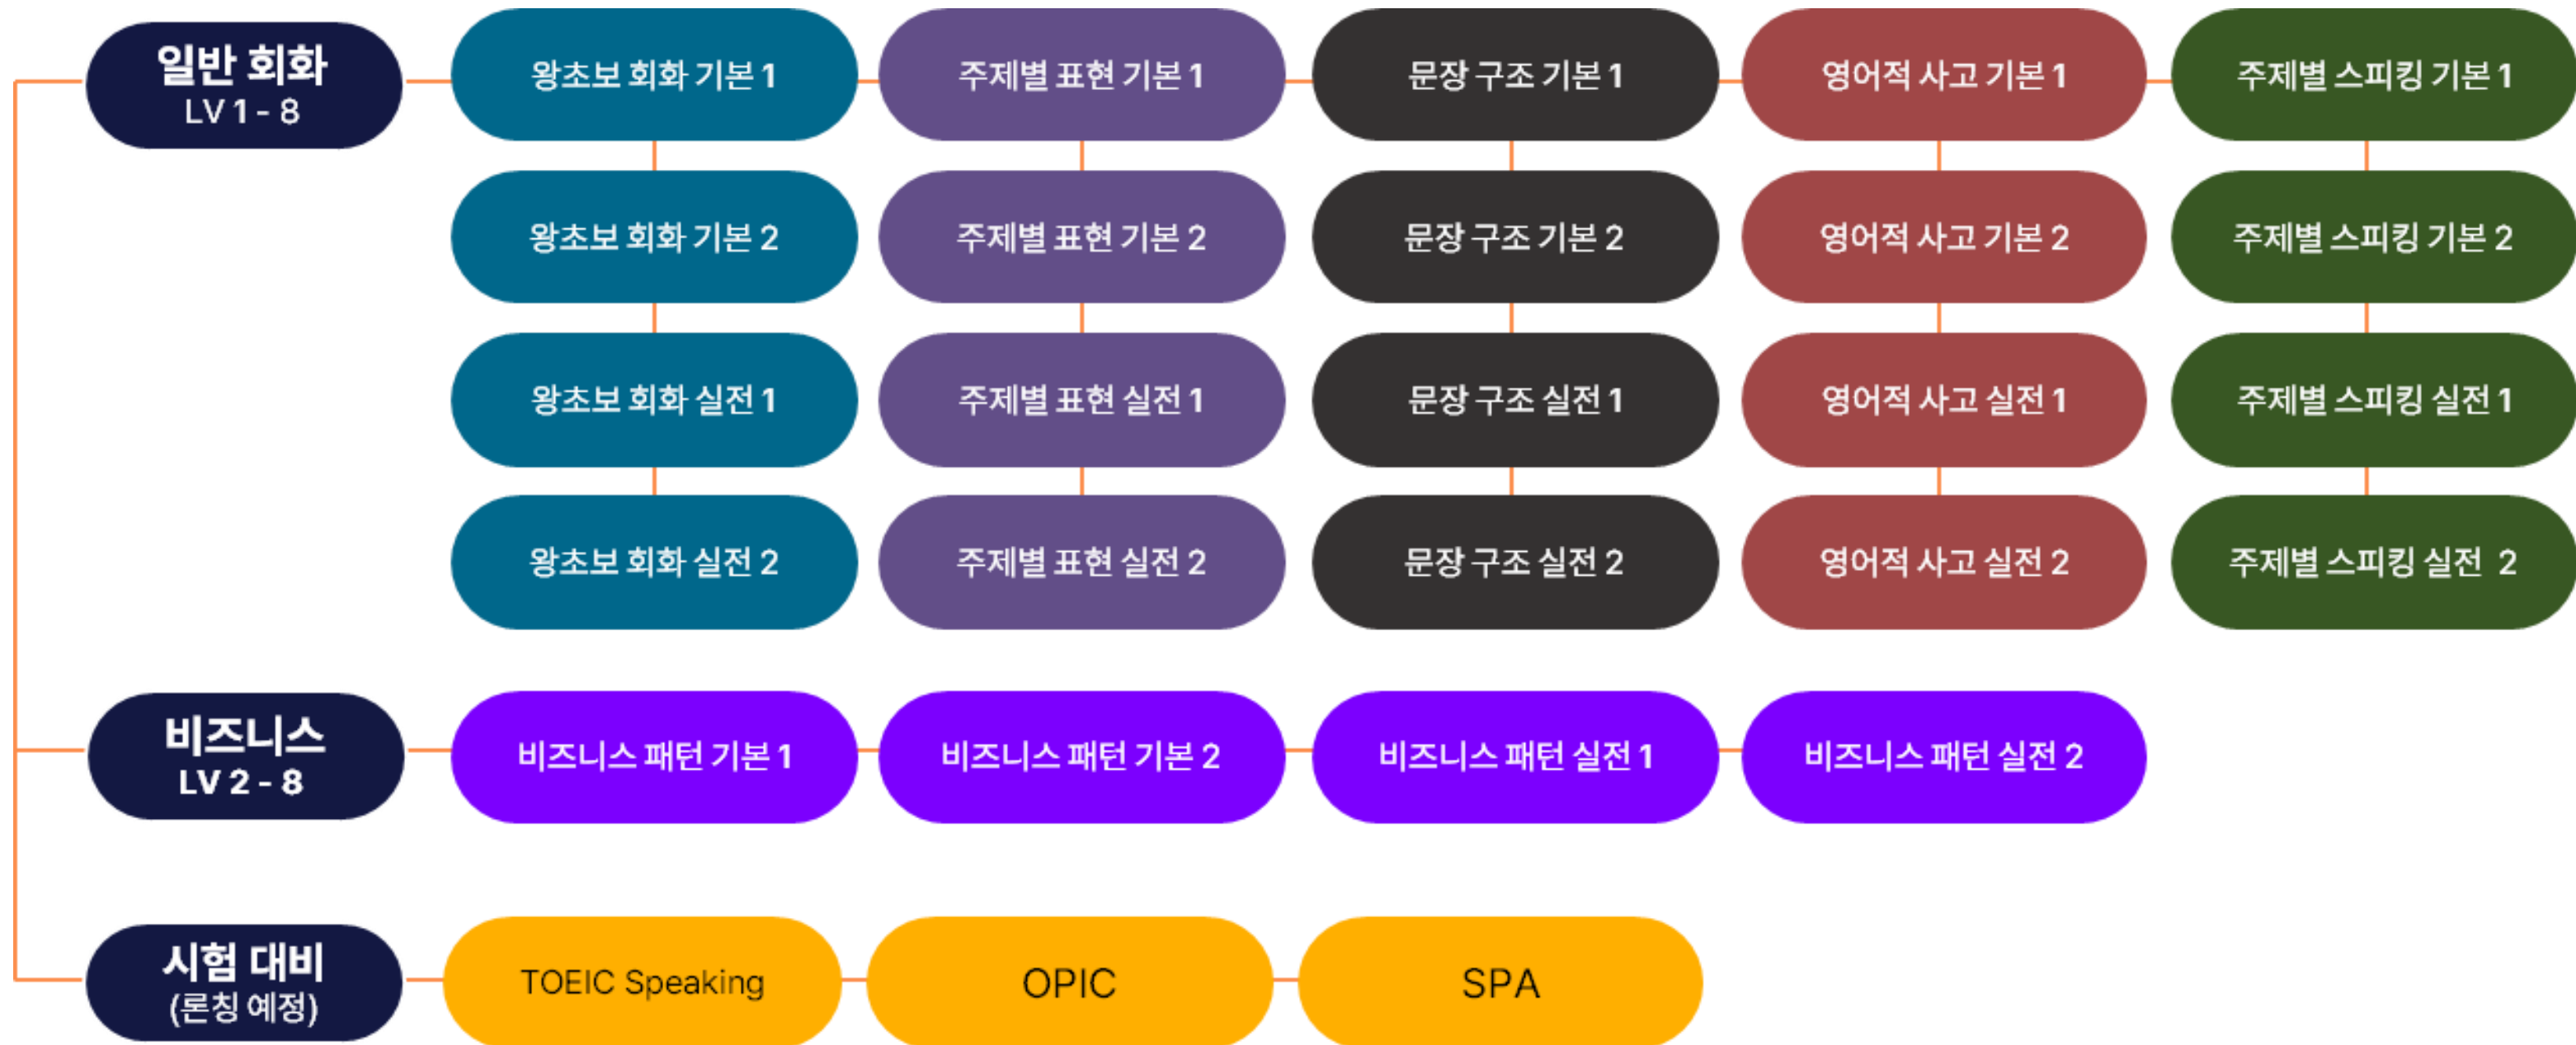 일반 회화
LV 1 - 8
왕초보 회화 기본 1
주제별 표현 기본 1
문장 구조 기본 1
영어적 사고 기본 1
주제별 스피킹 기본 1
왕초보 회화 기본 2
주제별 표현 기본 2
문장 구조 기본 2
영어적 사고 기본 2
주제별 스피킹 기본 2
왕초보 회화 실전 1
주제별 표현 실전 1
문장 구조 실전 1
영어적 사고 실전 1
주제별 스피킹 실전 1
왕초보 회화 실전 2
주제별 표현 실전 2
문장 구조 실전 2
영어적 사고 실전 2
주제별 스피킹 실전 2
비즈니스
LV 2 - 8
비즈니스 패턴 기본 1
비즈니스 패턴 기본 2
비즈니스 패턴 실전 1
비즈니스 패턴 실전 2
시험 대비
(론칭 예정)
TOEIC Speaking
OPIC
SPA